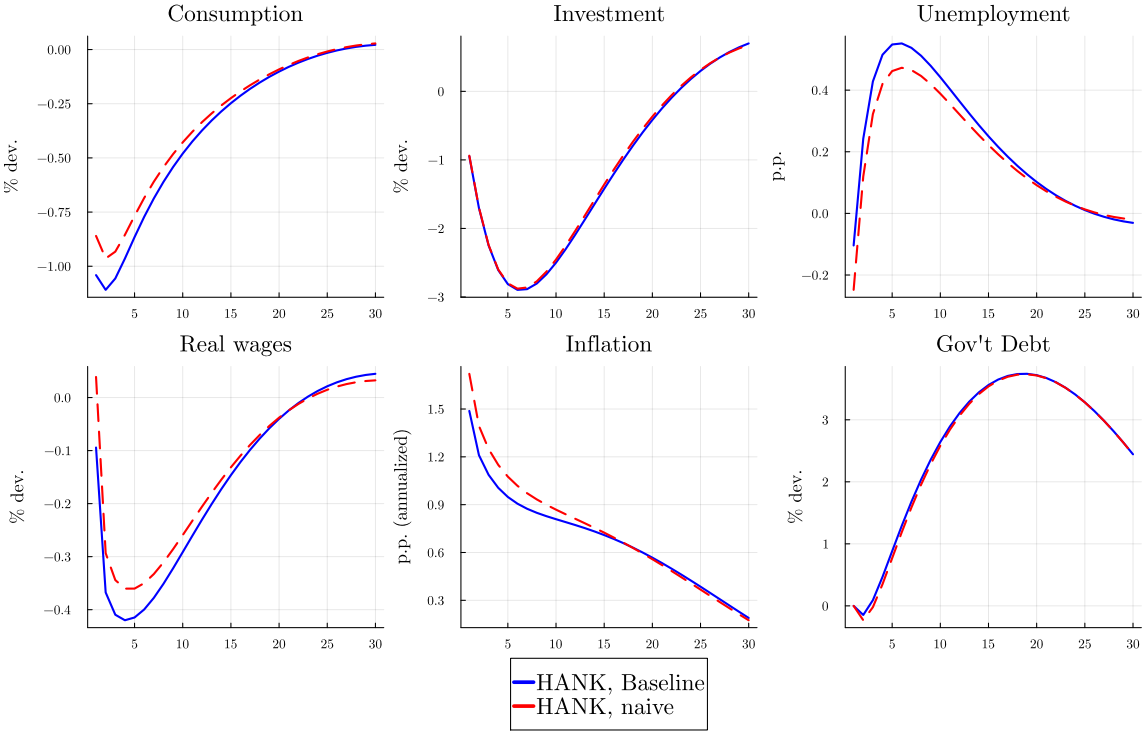 Consumption
Investment
Unemployment
% dev.
0.00
−0.25
−0.50
−0.75
−1.00
5 10 15 20 25 30
% dev.
0
−1
−2
−3
5 10 15 20 25 30
p.p.
0.4
0.2
0.0
−0.2
5 10 15 20 25 30
Real wages
Inflation
Gov't Debt
% dev.
0.0
−0.1
−0.2
−0.3
−0.4
5 10 15 20 25 30
p.p. (annualized)
1.5
1.2
0.9
0.6
0.3
5 10 15 20 25 30
% dev.
3
2
1
0
5 10 15 20 25 30
HANK, Baseline
HANK, naive